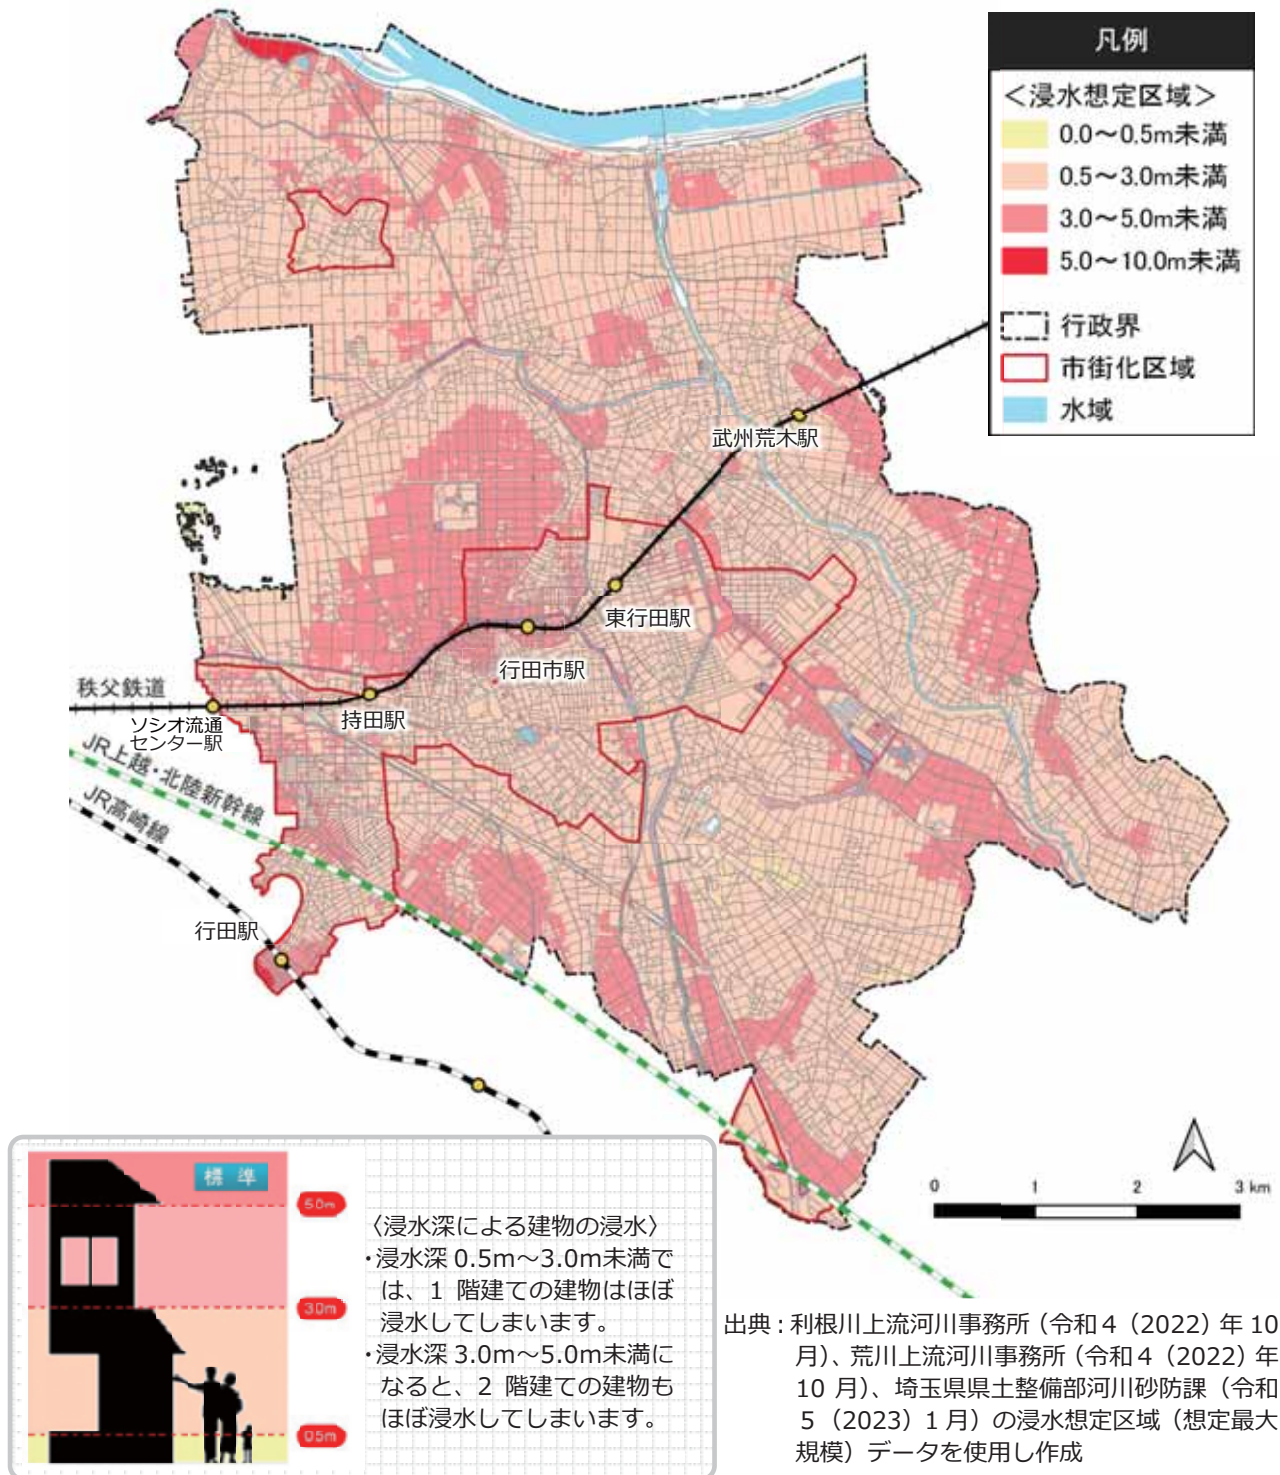 凡例
＜浸水想定区域＞
0.0～0.5m未満
0.5～3.0m未満
3.0～5.0m未満
5.0～10.0m未満
行政界
市街化区域
水域
武州荒木駅
東行田駅
行田市駅
持田駅
秩父鉄道
ソシオ流通
センター駅
JR上越・北陸新幹線
JR高崎線
行田駅
0 1 2 3 km
標準
5.0m
3.0m
0.5m
〈浸水深による建物の浸水〉
・浸水深 0.5m～3.0m未満で
は、1 階建ての建物はほぼ
浸水してしまいます。
・浸水深 3.0m～5.0m未満に
なると、2 階建ての建物も
ほぼ浸水してしまいます。
出典：利根川上流河川事務所（令和４（2022）年 10
月）、荒川上流河川事務所（令和４（2022）年
10 月）、埼玉県県土整備部河川砂防課（令和
５（2023）1 月）の浸水想定区域（想定最大
規模）データを使用し作成